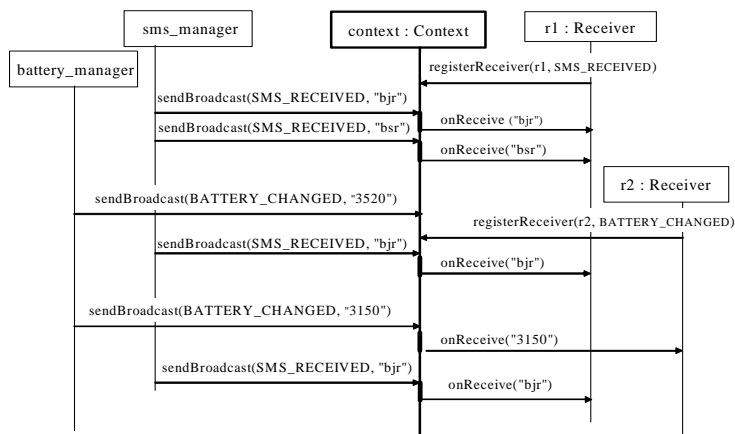 sms_manager
context : Context
r1 : Receiver
battery_manager
registerReceiver(r1, SMS_RECEIVED)
sendBroadcast(SMS_RECEIVED, "bjr")
onReceive ("bjr")
sendBroadcast(SMS_RECEIVED, "bsr")
onReceive("bsr")
r2 : Receiver
sendBroadcast(BATTERY_CHANGED, "3520")
registerReceiver(r2, BATTERY_CHANGED)
sendBroadcast(SMS_RECEIVED, "bjr")
onReceive("bjr")
sendBroadcast(BATTERY_CHANGED, "3150")
onReceive("3150")
sendBroadcast(SMS_RECEIVED, "bjr")
onReceive("bjr")